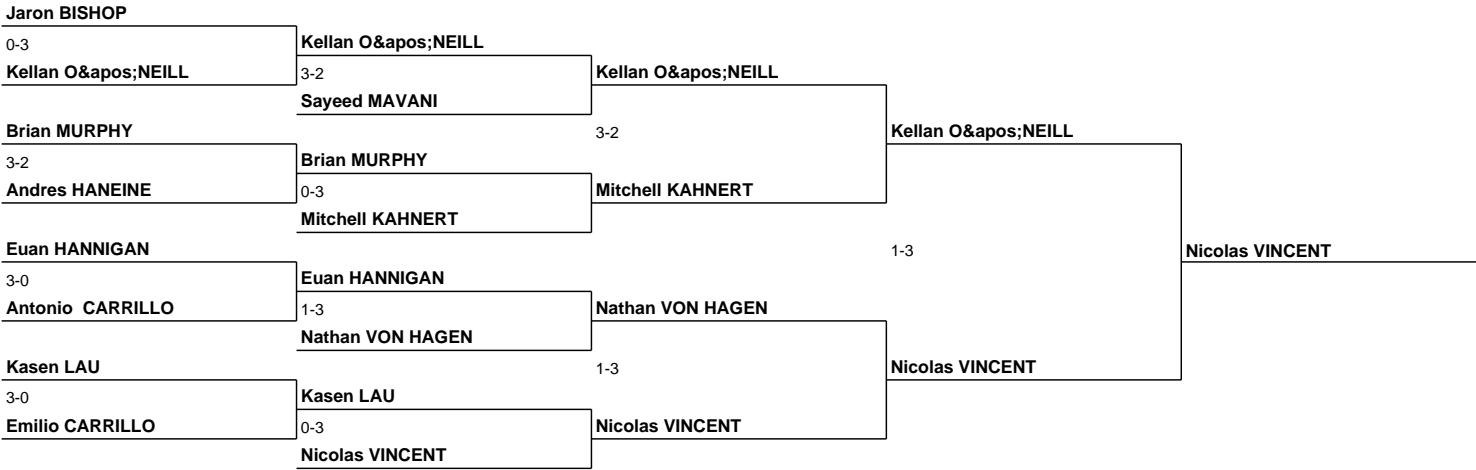 Jaron BISHOP
0-3
Kellan O&apos;NEILL
Kellan O&apos;NEILL
3-2
Sayeed MAVANI
Kellan O&apos;NEILL
Brian MURPHY
3-2
Kellan O&apos;NEILL
3-2
Brian MURPHY
Andres HANEINE
0-3
Mitchell KAHNERT
Mitchell KAHNERT
Euan HANNIGAN
1-3
Nicolas VINCENT
3-0
Euan HANNIGAN
Antonio  CARRILLO
1-3
Nathan VON HAGEN
Nathan VON HAGEN
Kasen LAU
1-3
Nicolas VINCENT
3-0
Kasen LAU
Emilio CARRILLO
0-3
Nicolas VINCENT
Nicolas VINCENT